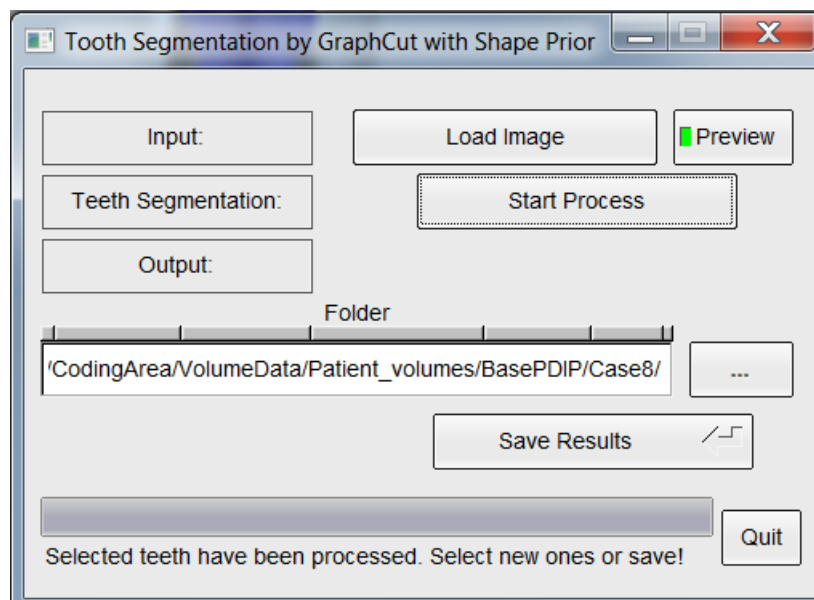 Tooth Segmentation by GraphCut with Shape Prior
Input:
Load Image
Preview
Teeth Segmentation:
Start Process
Output:
Folder
/CodingArea/VolumeData/Patient_volumes/BasePDIP/Case8/
...
Save Results
Selected teeth have been processed. Select new ones or save!
Quit